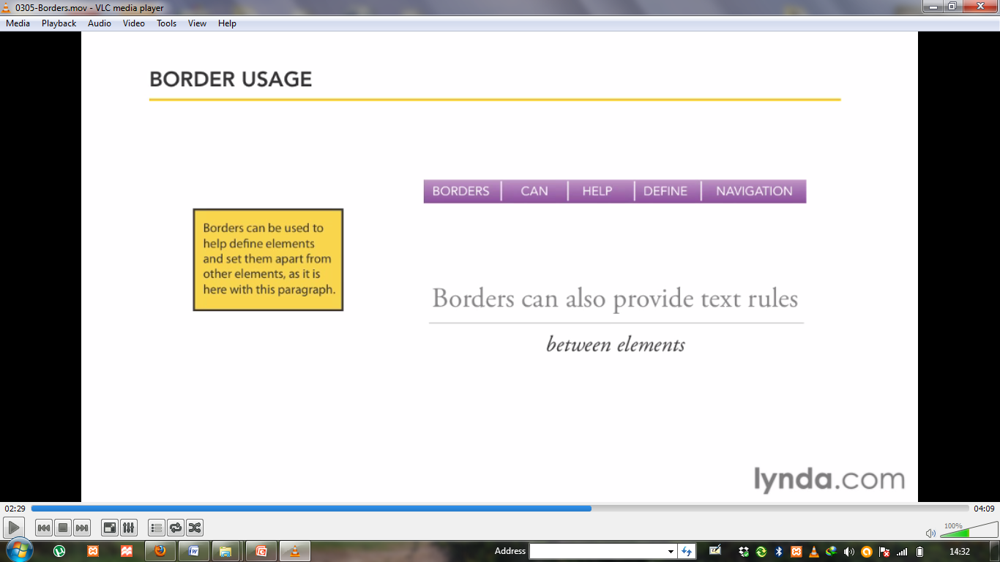 0305-Borders.mov - VLC media player
Media Playback Audio Video Tools View Help
BORDER USAGE
BORDERS CAN HELP DEFINE NAVIGATION
Borders can be used to
help define elements
and set them apart from
other elements, as it is
here with this paragraph.
Borders can also provide text rules
between elements
lynda.com
02:29 04:09
100%
Address
14:32